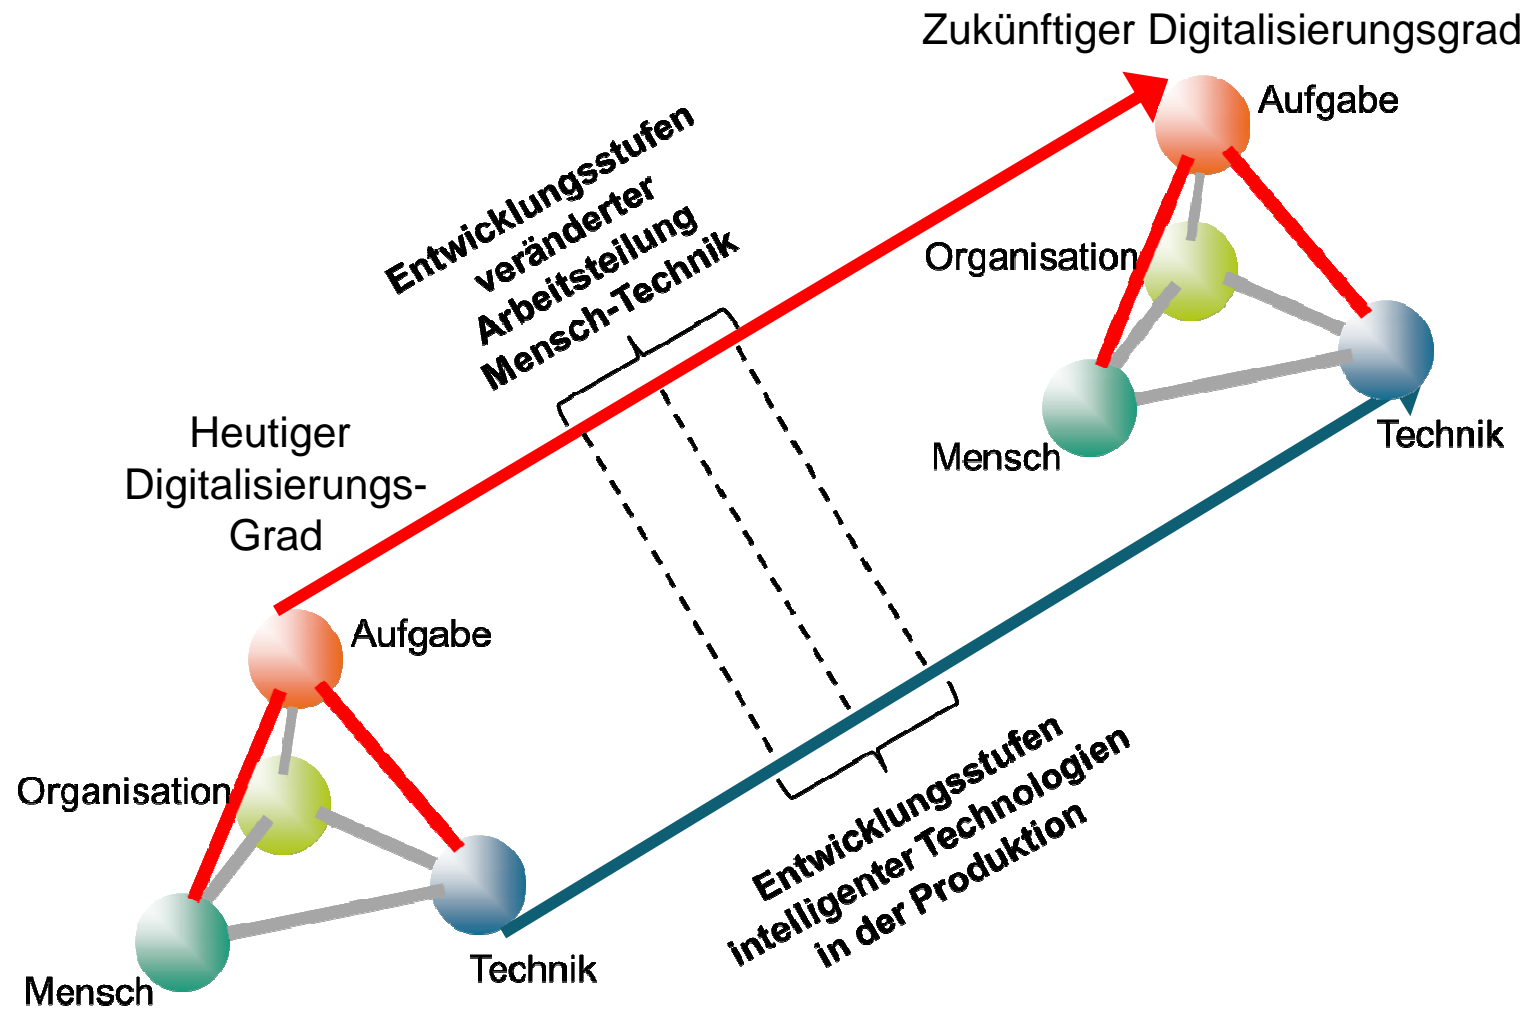 Zukünftiger Digitalisierungsgrad
Aufgabe
Organisation
Mensch
Technik
Entwicklungsstufen
veränderter
Arbeitsteilung
Mensch-Technik
Heutiger
Digitalisierungs-
Grad
Aufgabe
Organisation
Mensch
Technik
Entwicklungsstufen
intelligenter Technologien
in der Produktion